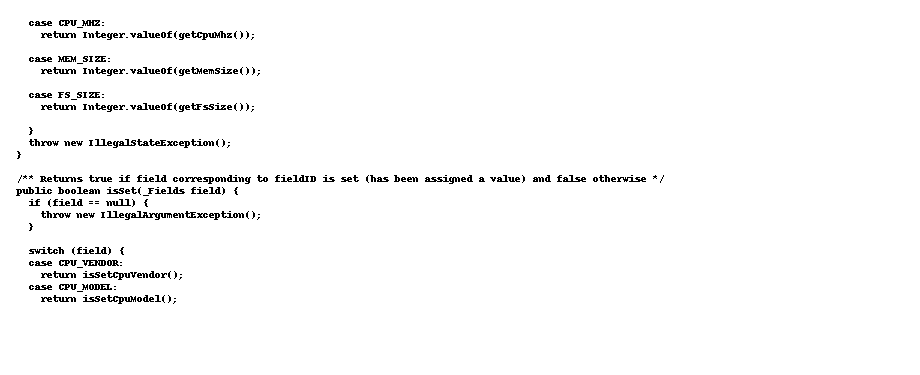 case CPU_MHZ:
return Integer.valueOf(getCpuMhz());
case MEM_SIZE:
return Integer.valueOf(getMemSize());
case FS_SIZE:
return Integer.valueOf(getFsSize());
}
throw new IllegalStateException();
}
/** Returns true if field corresponding to fieldID is set (has been assigned a value) and false otherwise */
public boolean isSet(_Fields field) {
if (field == null) {
throw new IllegalArgumentException();
}
switch (field) {
case CPU_VENDOR:
return isSetCpuVendor();
case CPU_MODEL:
return isSetCpuModel();